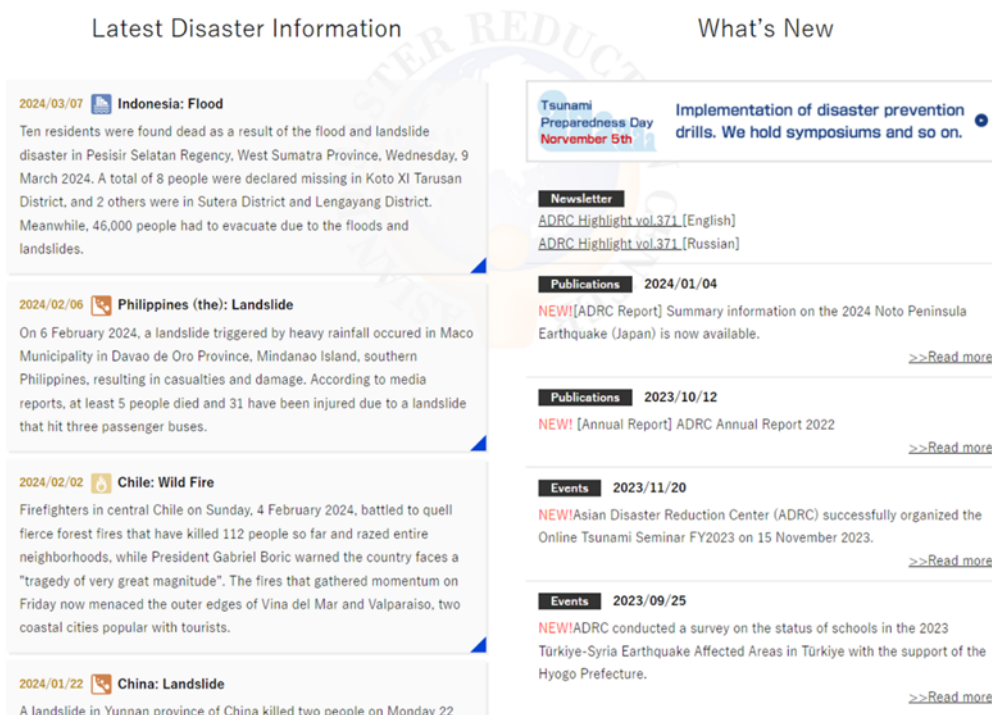 Latest Disaster Information
2024/03/07 Indonesia: Flood
Ten residents were found dead as a result of the flood and landslide
disaster in Pesisir Selatan Regency, West Sumatra Province, Wednesday, 9
March 2024. A total of 8 people were declared missing in Koto XI Tarusan
District, and 2 others were in Sutera District and Lengayang District.
Meanwhile, 46,000 people had to evacuate due to the floods and
landslides.
2024/02/06 Philippines (the): Landslide
On 6 February 2024, a landslide triggered by heavy rainfall occured in Maco
Municipality in Davao de Oro Province, Mindanao Island, southern
Philippines, resulting in casualties and damage. According to media
reports, at least 5 people died and 31 have been injured due to a landslide
that hit three passenger buses.
2024/02/02 Chile: Wild Fire
Firefighters in central Chile on Sunday, 4 February 2024, battled to quell
fierce forest fires that have killed 112 people so far and razed entire
neighborhoods, while President Gabriel Boric warned the country faces a
"tragedy of very great magnitude". The fires that gathered momentum on
Friday now menaced the outer edges of Vina del Mar and Valparaiso, two
coastal cities popular with tourists.
2024/01/22 China: Landslide
A landslide in Yunnan province of China killed two people on Monday 22
What's New
Tsunami
Preparedness Day
Norvember 5th
Implementation of disaster prevention
drills. We hold symposiums and so on.
Newsletter
ADRC Highlight vol.371 [English]
ADRC Highlight vol.371 [Russian]
Publications 2024/01/04
NEW![ADRC Report] Summary information on the 2024 Noto Peninsula
Earthquake (Japan) is now available.
>>Read more
Publications 2023/10/12
NEW! [Annual Report] ADRC Annual Report 2022
>>Read more
Events 2023/11/20
NEW!Asian Disaster Reduction Center (ADRC) successfully organized the
Online Tsunami Seminar FY2023 on 15 November 2023.
>>Read more
Events 2023/09/25
NEW!ADRC conducted a survey on the status of schools in the 2023
Türkiye-Syria Earthquake Affected Areas in Türkiye with the support of the
Hyogo Prefecture.
>>Read more